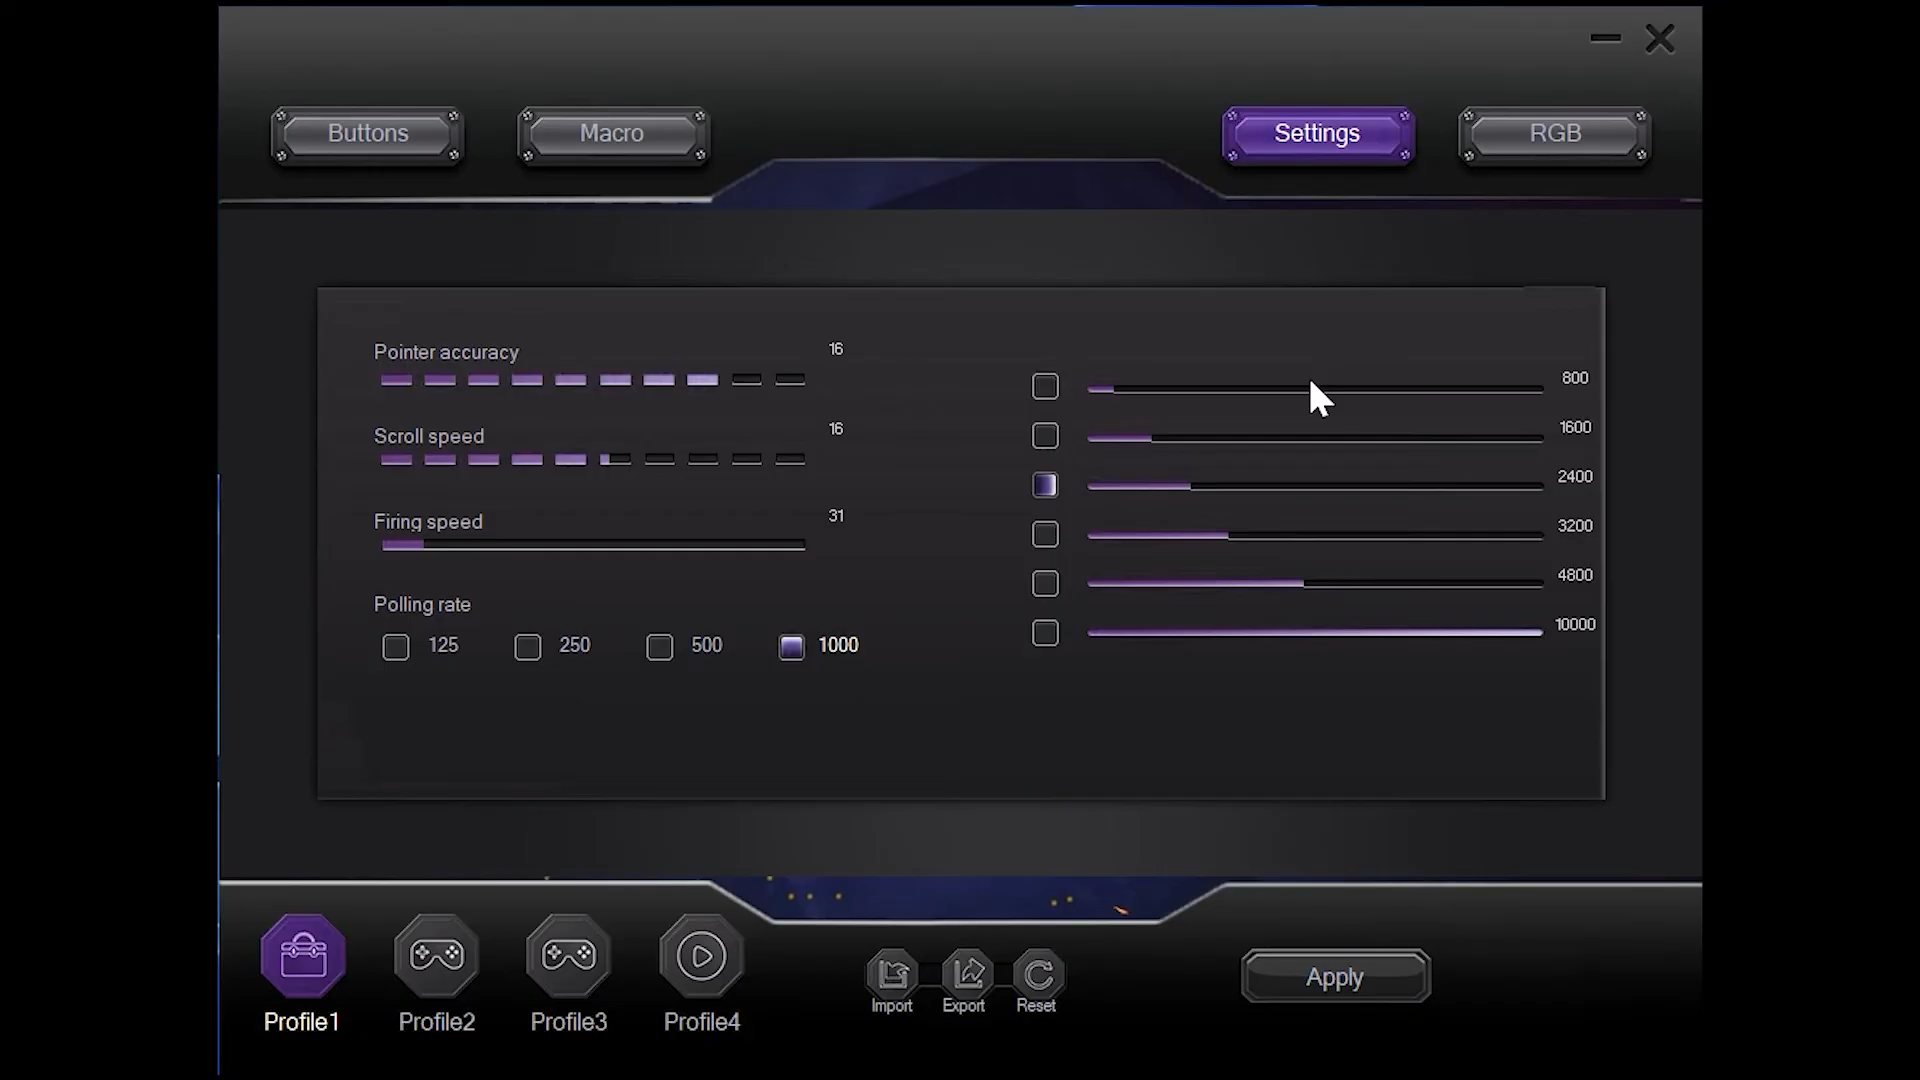 Buttons
Macro
Settings
RGB
Pointer accuracy
16
Scroll speed
16
Firing speed
31
Polling rate
125
250
500
1000
800
1600
2400
3200
4800
10000
Profile1
Profile2
Profile3
Profile4
Import
Export
Reset
Apply